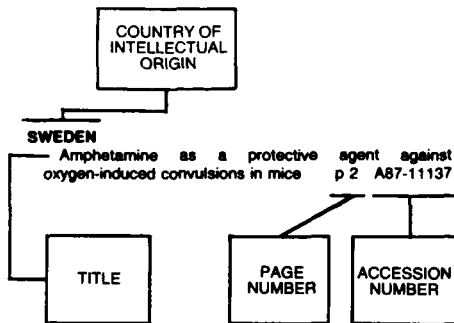 COUNTRY OF
INTELLECTUAL
ORIGIN
SWEDEN
Amphetamine as a protective agent against
oxygen-induced convulsions in mice p 2 A87-11137
TITLE
PAGE
NUMBER
ACCESSION
NUMBER